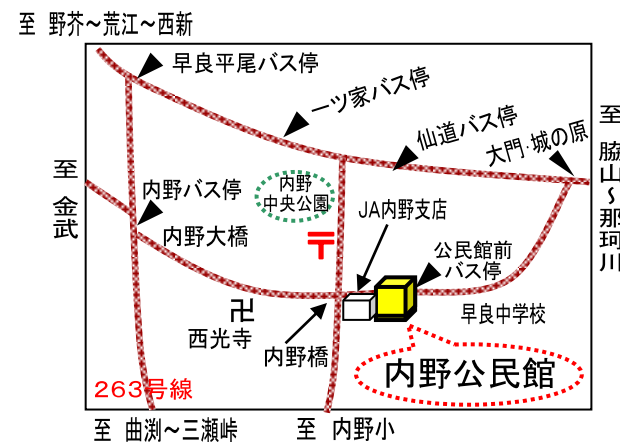 至 野芥～荒江～西新
早良平尾バス停
一ツ家バス停
仙道バス停
大門・城の原
至 脇山～那珂川
至 金武
内野バス停
内野
中央公園
JA内野支店
内野大橋
〒
公民館前
バス停
卍
西光寺
内野橋
早良中学校
内野公民館
263号線
至 曲渕～三瀬峠
至 内野小